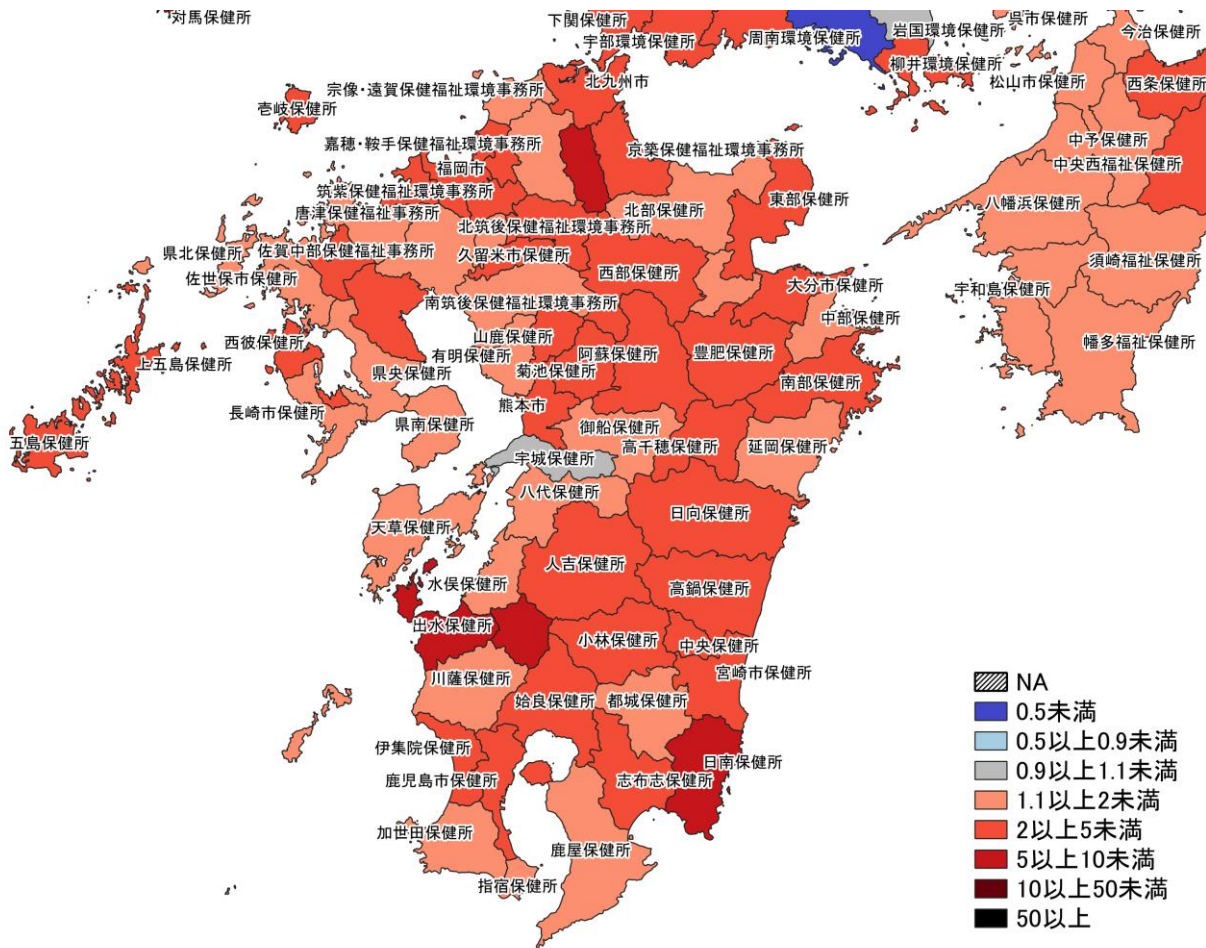 対馬保健所
下関保健所
宇部環境保健所
周南環境保健所
岩国環境保健所
呉市保健所
今治保健所
柳井環境保健所
松山市保健所
西条保健所
北九州市
宗像・遠賀保健福祉環境事務所
壱岐保健所
嘉穂・鞍手保健福祉環境事務所
京築保健福祉環境事務所
中予保健所
福岡市
中央西福祉保健所
筑紫保健福祉環境事務所
東部保健所
八幡浜保健所
唐津保健福祉事務所
北部保健所
北筑後保健福祉環境事務所
県北保健所
佐賀中部保健福祉事務所
久留米市保健所
西部保健所
須崎福祉保健所
佐世保市保健所
大分市保健所
宇和島保健所
南筑後保健福祉環境事務所
中部保健所
西彼保健所
山鹿保健所
幡多福祉保健所
上五島保健所
有明保健所
阿蘇保健所
豊肥保健所
県央保健所
菊池保健所
南部保健所
長崎市保健所
熊本市
県南保健所
御船保健所
五島保健所
高千穂保健所
延岡保健所
宇城保健所
八代保健所
日向保健所
天草保健所
人吉保健所
水俣保健所
高鍋保健所
出水保健所
小林保健所
中央保健所
宮崎市保健所
川薩保健所
姶良保健所
都城保健所
伊集院保健所
日南保健所
鹿児島市保健所
志布志保健所
加世田保健所
鹿屋保健所
指宿保健所
NA
0.5未満
0.5以上0.9未満
0.9以上1.1未満
1.1以上2未満
2以上5未満
5以上10未満
10以上50未満
50以上